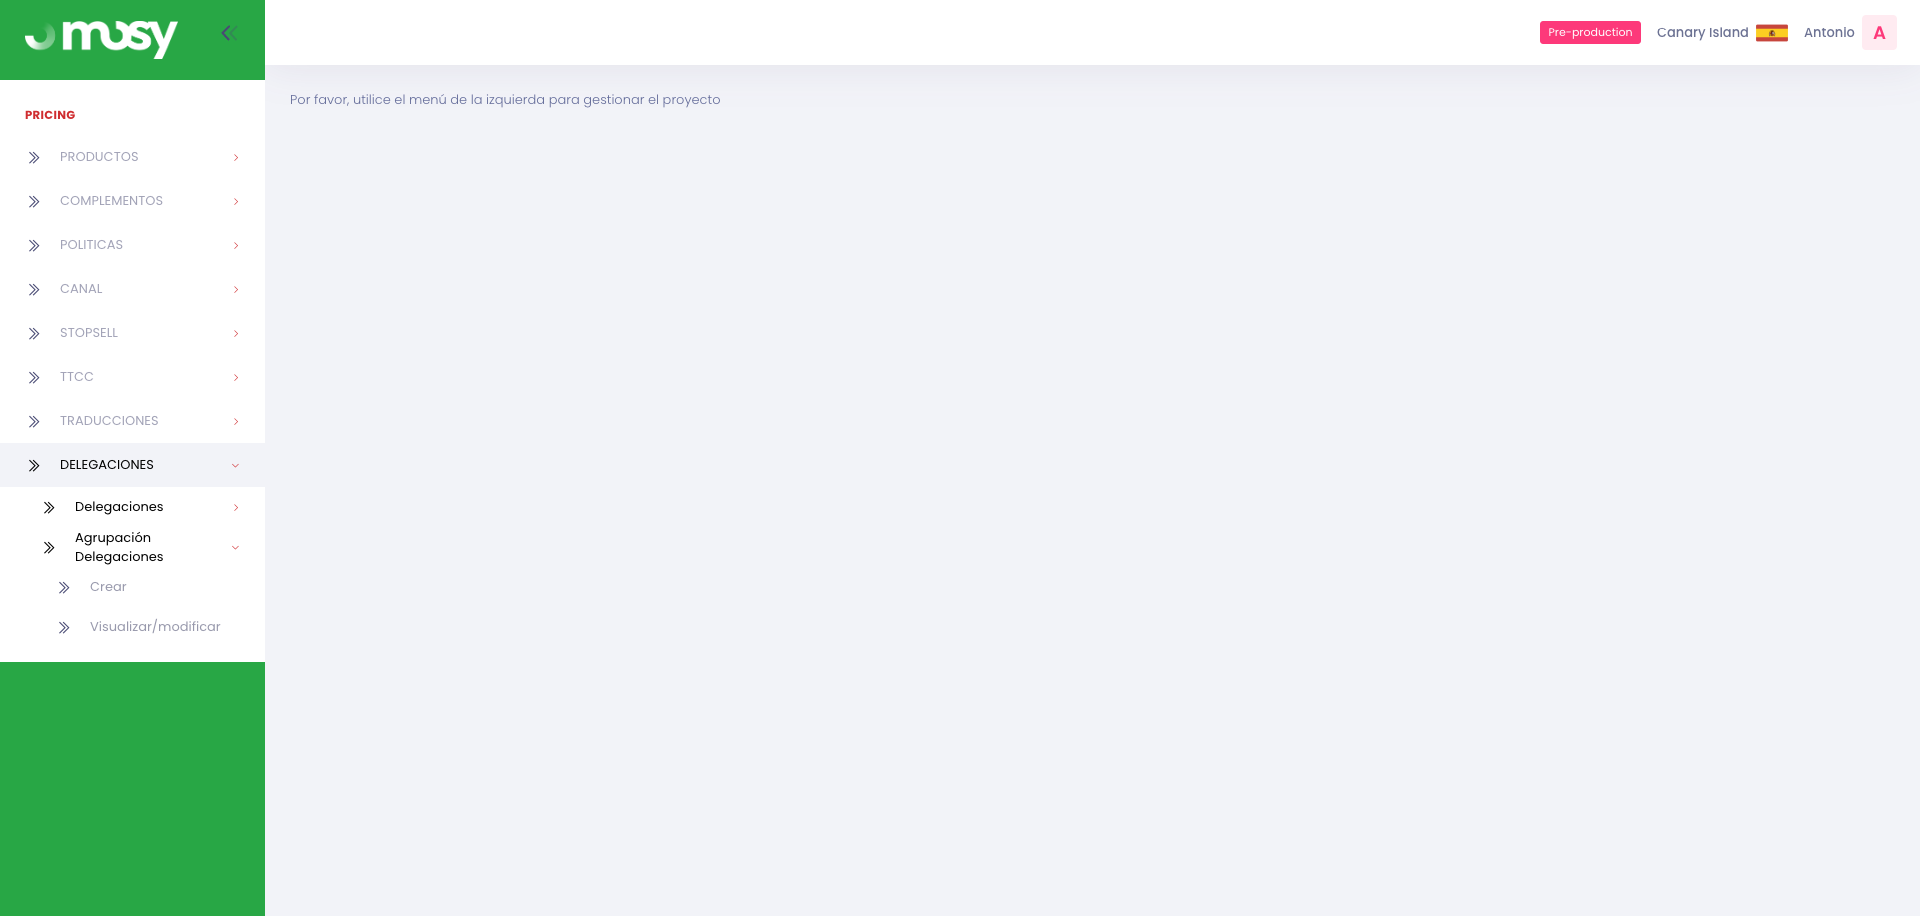 mosy
Pre-production
Canary Island
Antonio
A
Por favor, utilice el menú de la izquierda para gestionar el proyecto
PRICING
PRODUCTOS
COMPLEMENTOS
POLITICAS
CANAL
STOPSELL
TTCC
TRADUCCIONES
DELEGACIONES
Delegaciones
Agrupación
Delegaciones
Crear
Visualizar/modificar